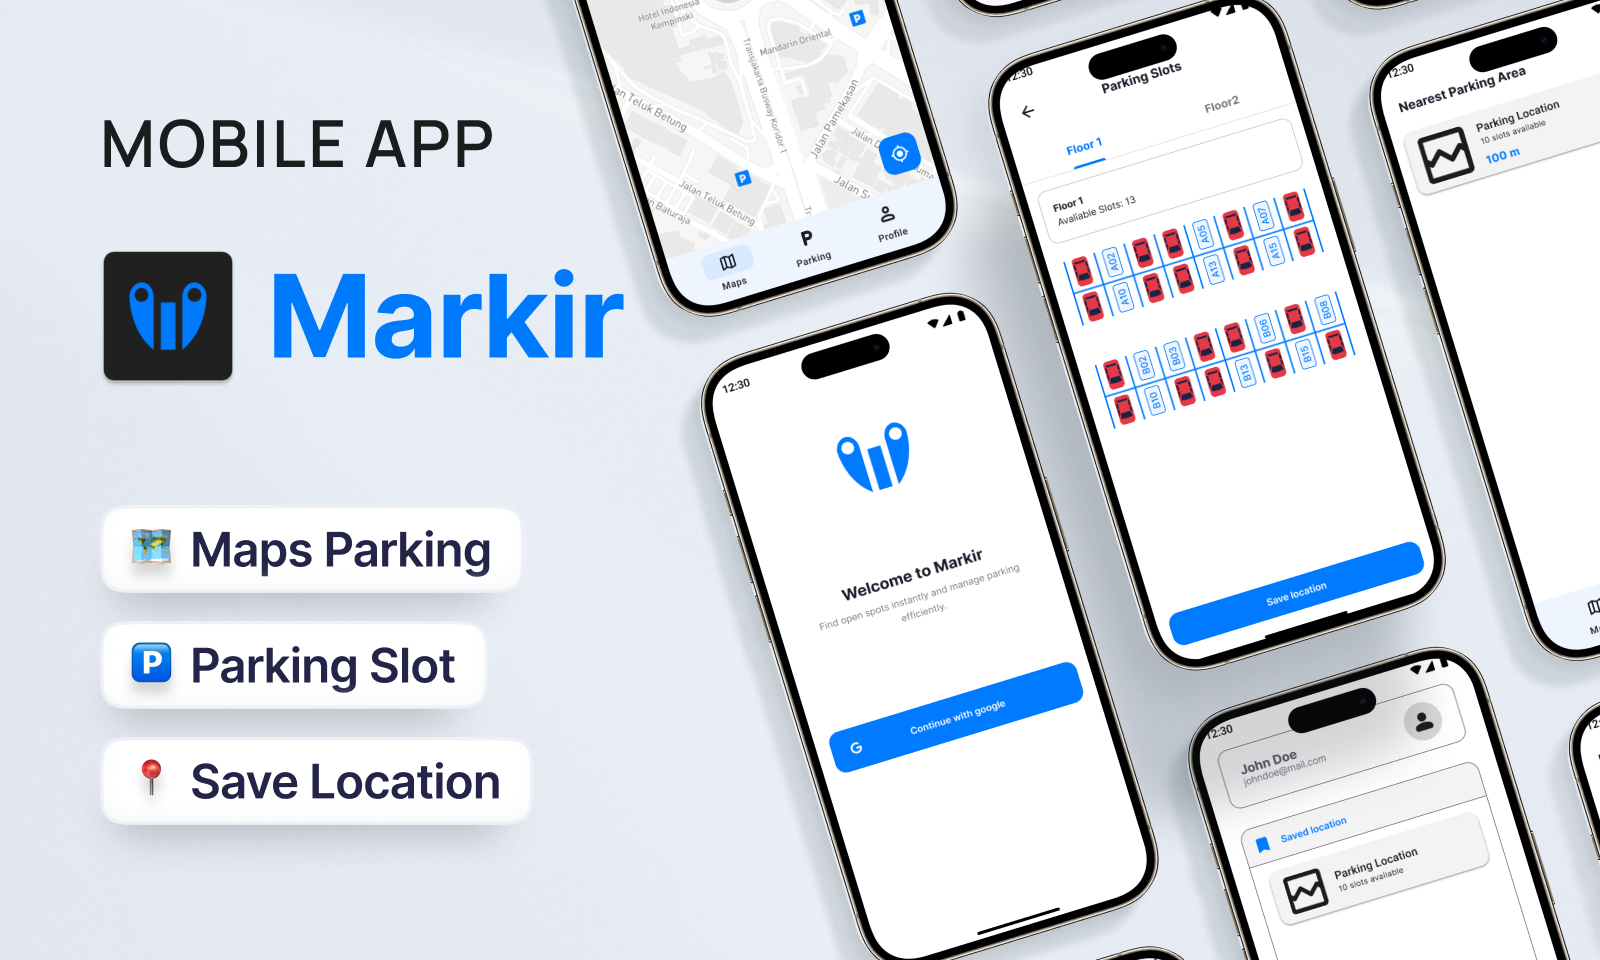 MOBILE APP
Markir
Maps Parking
Parking Slot
Save Location
Hotel Indonesia
Kempinski
Mandarin Oriental
Transjakarta Busway Koridor 1
Jalan Pamekasan
Jalan Teluk Betung
Jalan Teluk Betung
Baturaja
Maps
Parking
Profile
12:30
Welcome to Markir
Find open spots instantly and manage parking
efficiently.
Continue with google
12:30
Parking Slots
Floor 1
Floor2
Floor 1
Avaliable Slots: 13
A02 A05 A07
A10 A13 A15
B02 B03 B06 B08
B10 B13 B15
Save location
12:30
Nearest Parking Area
Parking Location
10 slots available
100 m
12:30
John Doe
johndoe@mail.com
Saved location
Parking Location
10 slots available